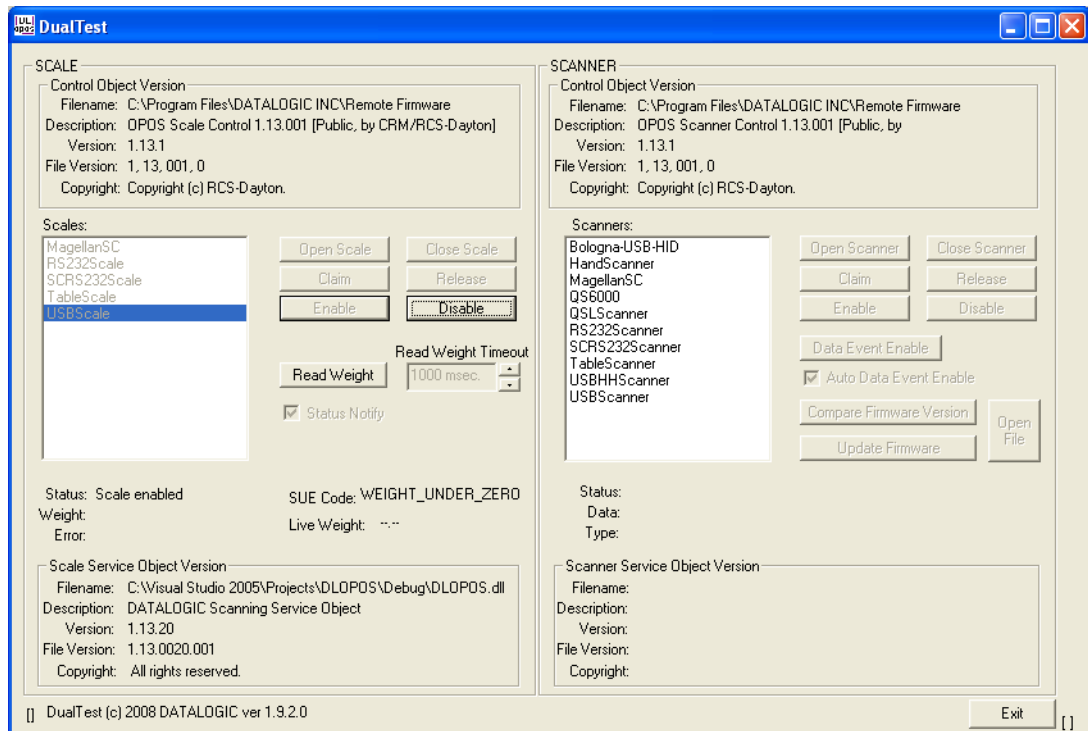 UL
opos
DualTest
SCALE
Control Object Version
Filename: C:\Program Files\DATALOGIC INC\Remote Firmware
Description: OPOS Scale Control 1.13.001 [Public, by CRM/RCS-Dayton]
Version: 1.13.1
File Version: 1, 13, 001, 0
Copyright: Copyright (c) RCS-Dayton.
Scales:
MagellanSC
RS232Scale
SCRS232Scale
TableScale
USBScale
Open Scale
Close Scale
Claim
Release
Enable
Disable
Read Weight Timeout
Read Weight
1000 msec.
Status Notify
Status: Scale enabled
Weight:
Error:
SUE Code: WEIGHT_UNDER_ZERO
Live Weight: --.--
Scale Service Object Version
Filename: C:\Visual Studio 2005\Projects\DLOPOS\Debug\DLOPOS.dll
Description: DATALOGIC Scanning Service Object
Version: 1.13.20
File Version: 1.13.0020.001
Copyright: All rights reserved.
SCANNER
Control Object Version
Filename: C:\Program Files\DATALOGIC INC\Remote Firmware
Description: OPOS Scanner Control 1.13.001 [Public, by
Version: 1.13.1
File Version: 1, 13, 001, 0
Copyright: Copyright (c) RCS-Dayton.
Scanners:
Bologna-USB-HID
HandScanner
MagellanSC
QS6000
QSLScanner
RS232Scanner
SCRS232Scanner
TableScanner
USBHHScanner
USBScanner
Open Scanner
Close Scanner
Claim
Release
Enable
Disable
Data Event Enable
Auto Data Event Enable
Compare Firmware Version
Update Firmware
Open
File
Status:
Data:
Type:
Scanner Service Object Version
Filename:
Description:
Version:
File Version:
Copyright:
[] DualTest (c) 2008 DATALOGIC ver 1.9.2.0
Exit
[ ]